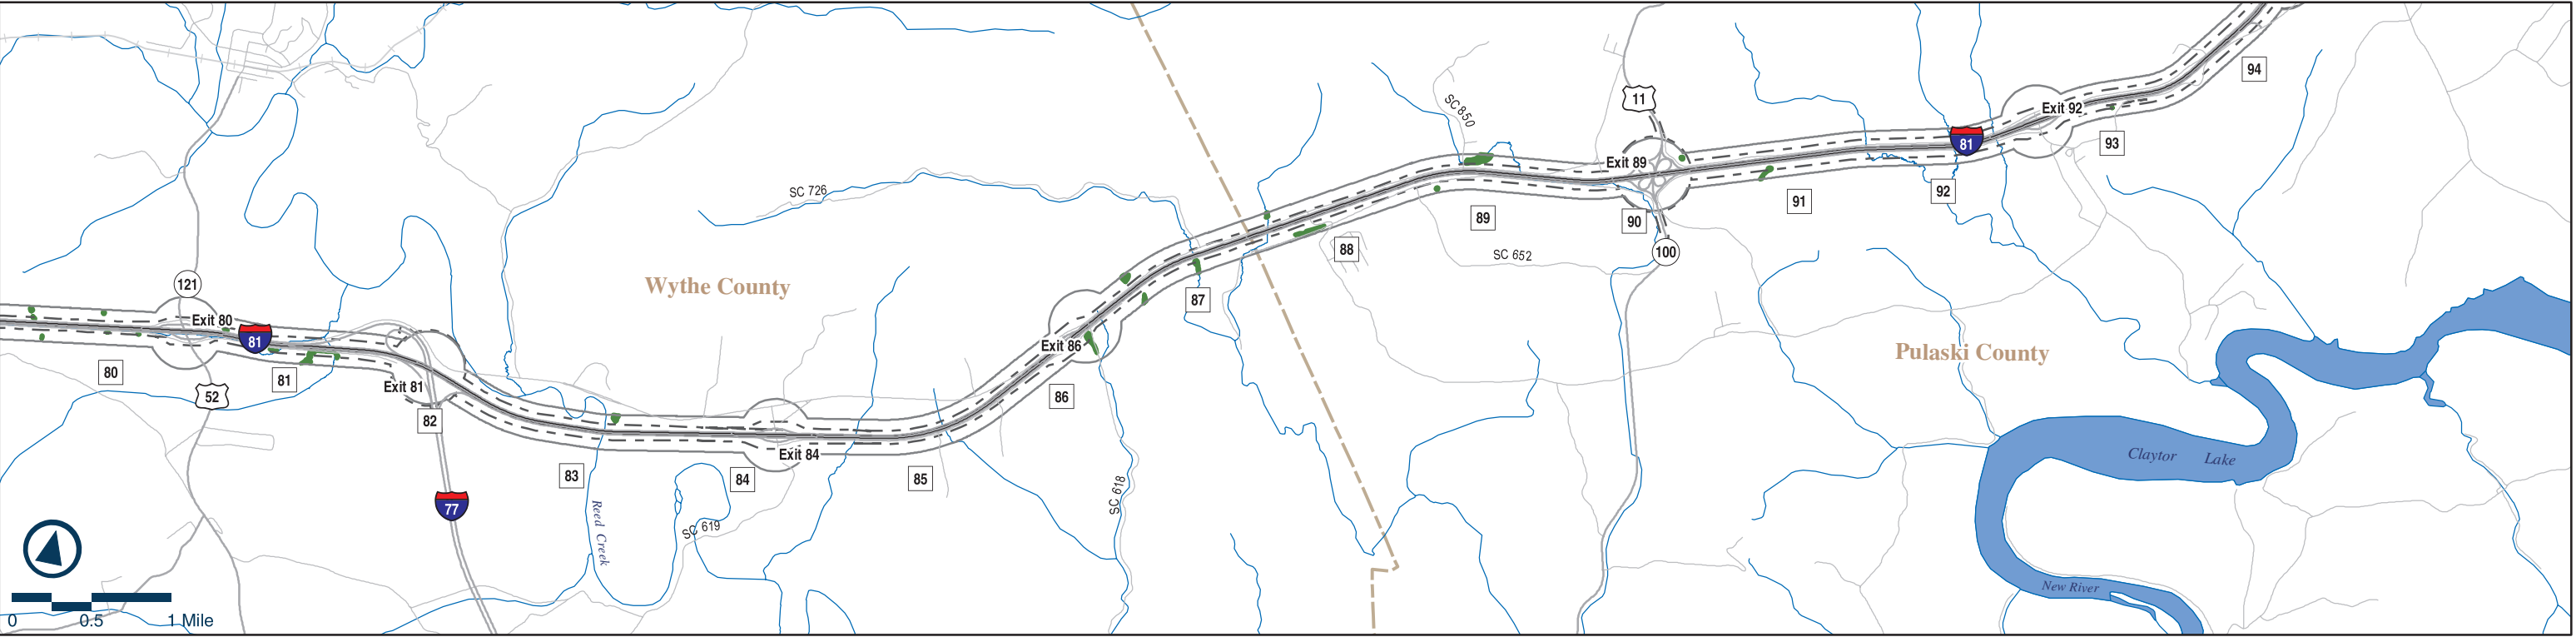 94
11
SC 850
Exit 92
81
93
Exit 89
SC 726
92
91
89
90
88
100
SC 652
Wythe County
121
87
Exit 80
81
Exit 86
Pulaski County
80
81
Exit 81
52
86
82
Exit 84
Claytor Lake
83
84
85
SC 618
77
Reed Creek
SC 619
New River
0 0.5 1 Mile